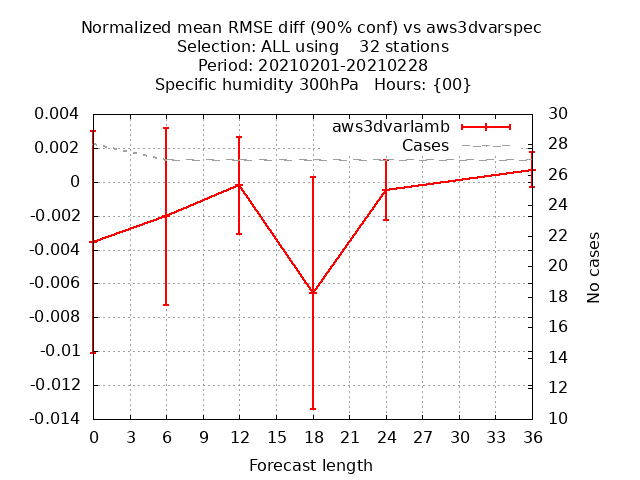 Normalized mean RMSE diff (90% conf) vs aws3dvarspec
Selection: ALL using    32 stations
Period: 20210201-20210228
Specific humidity 300hPa   Hours: {00}
aws3dvarlamb
Cases
0.004
0.002
0
-0.002
-0.004
-0.006
-0.008
-0.01
-0.012
-0.014
30
28
26
24
22
20
18
16
14
12
10
No cases
0 3 6 9 12 15 18 21 24 27 30 33 36
Forecast length